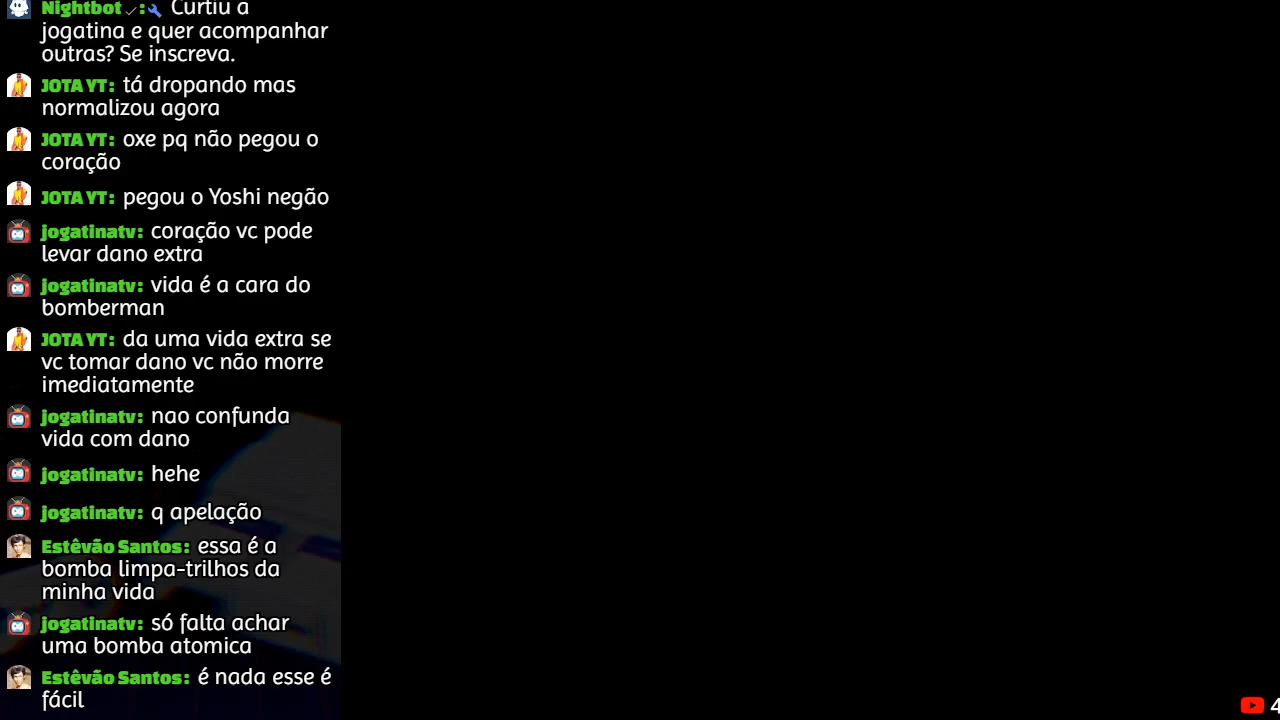 Nightbot: Curtiu a
jogatina e quer acompanhar
outras? Se inscreva.
JOTA YT: tá dropando mas
normalizou agora
JOTA YT: oxe pq não pegou o
coração
JOTA YT: pegou o Yoshi negão
jogatinatv: coração vc pode
levar dano extra
jogatinatv: vida é a cara do
bomberman
JOTA YT: da uma vida extra se
vc tomar dano vc não morre
imediatamente
jogatinatv: nao confunda
vida com dano
jogatinatv: hehe
jogatinatv: q apelação
Estêvão Santos: essa é a
bomba limpa-trilhos da
minha vida
jogatinatv: só falta achar
uma bomba atomica
Estêvão Santos: é nada esse é
fácil
4